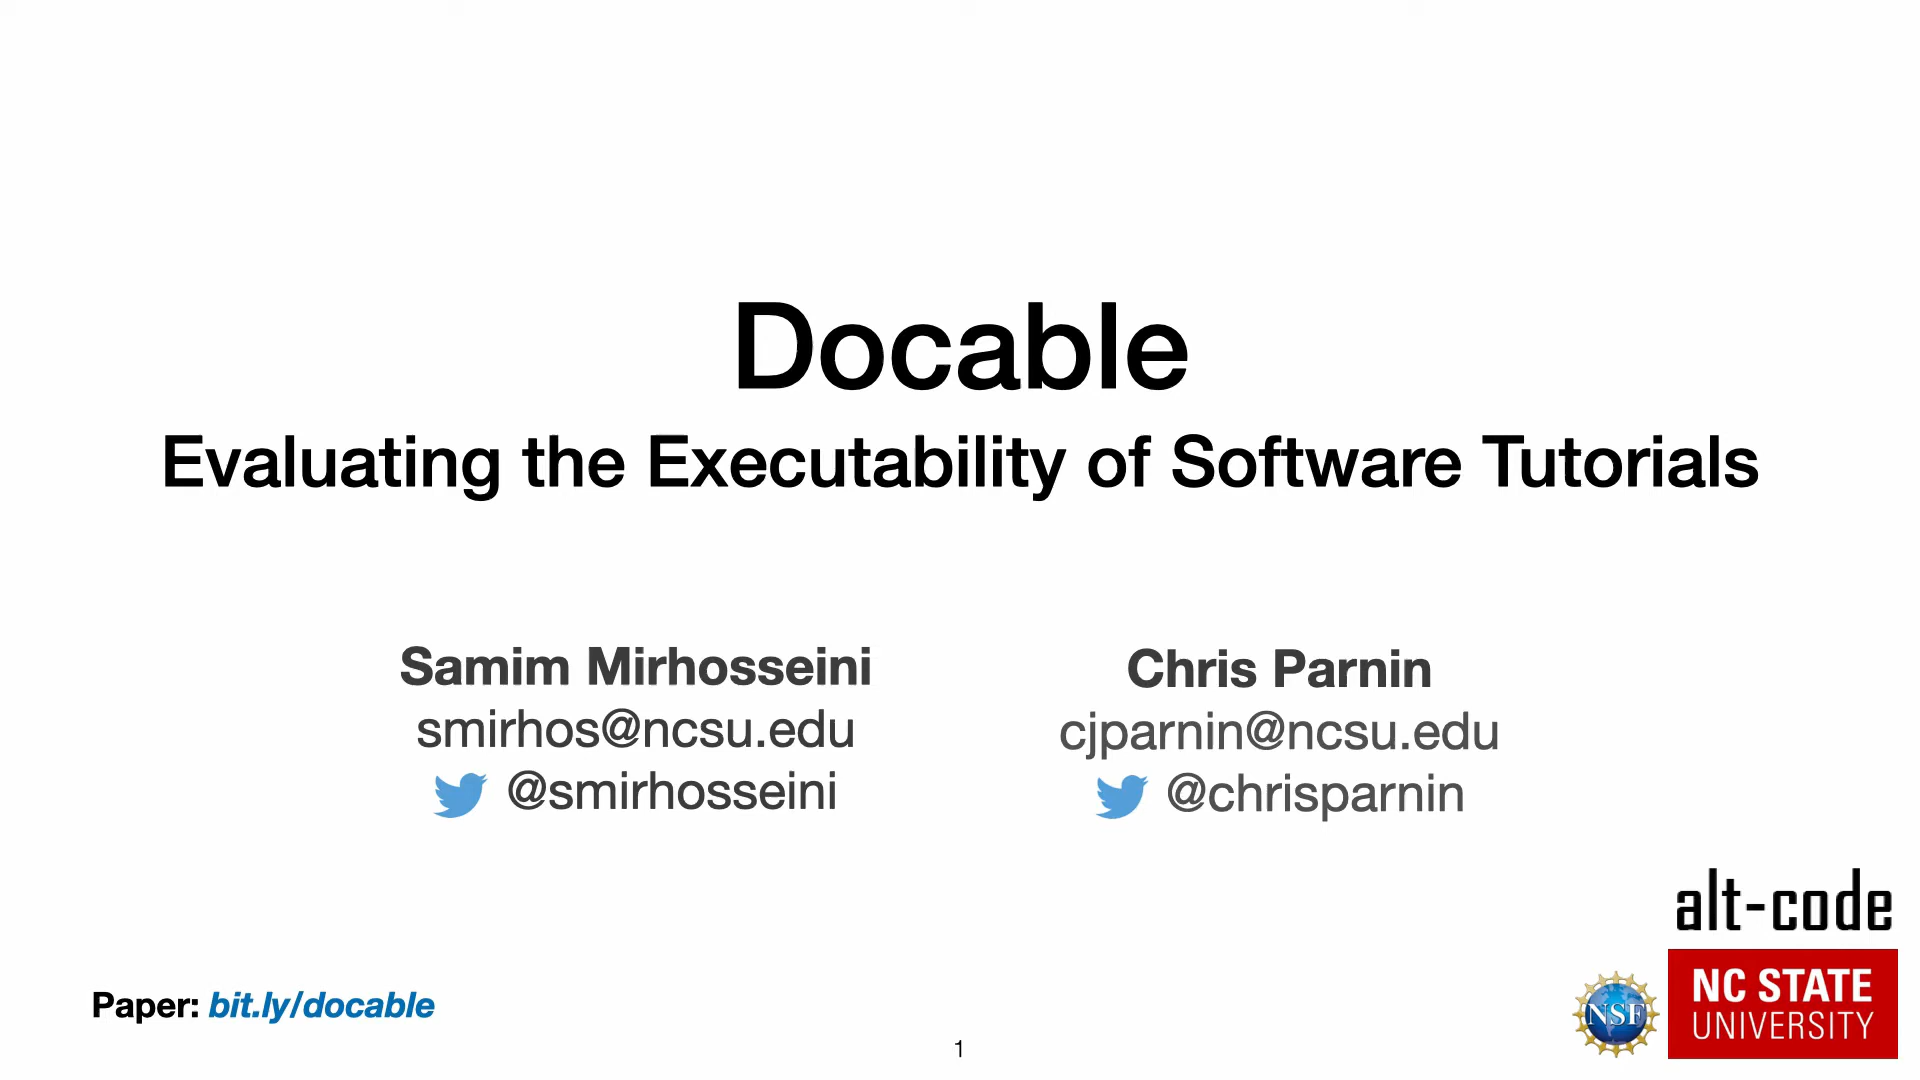 Docable
Evaluating the Executability of Software Tutorials
Samim Mirhosseini
smirhos@ncsu.edu
@smirhosseini
Chris Parnin
cjparnin@ncsu.edu
@chrisparnin
alt-code
Paper: bit.ly/docable
NSF
NC STATE
UNIVERSITY
1